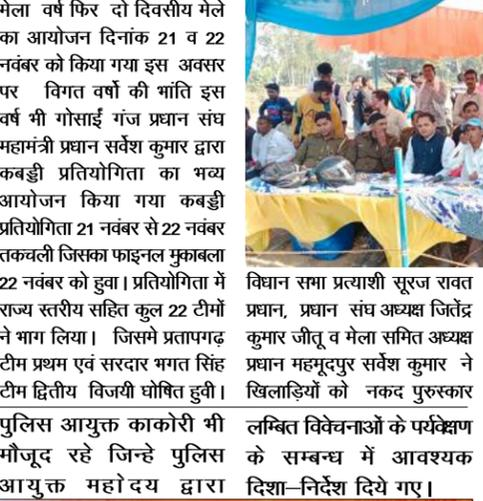 मेला वर्ष फिर दो दिवसीय मेले
का आयोजन दिनांक 21 व 22
नवंबर को किया गया इस अवसर
पर विगत वर्षो की भांति इस
वर्ष भी गोसाईं गंज प्रधान संघ
महामंत्री प्रधान सर्वेश कुमार द्वारा
कबड्डी प्रतियोगिता का भव्य
आयोजन किया गया कबड्डी
प्रतियोगिता 21 नवंबर से 22 नवंबर
तकचली जिसका फाइनल मुकाबला
22 नवंबर को हुवा। प्रतियोगिता में
राज्य स्तरीय सहित कुल 22 टीमों
ने भाग लिया। जिसमे प्रतापगढ़
टीम प्रथम एवं सरदार भगत सिंह
टीम द्वितीय विजयी घोषित हुवी।
विधान सभा प्रत्याशी सूरज रावत
प्रधान, प्रधान संघ अध्यक्ष जितेंद्र
कुमार जीतू व मेला समित अध्यक्ष
प्रधान महमूदपुर सर्वेश कुमार ने
खिलाड़ियों को नकद पुरुस्कार
पुलिस आयुक्त काकोरी भी
मौजूद रहे जिन्हे पुलिस
आयुक्त महोदय द्वारा
लम्बित विवेचनाओं के पर्यवेक्षण
के सम्बन्ध में आवश्यक
दिशा–निर्देश दिये गए।